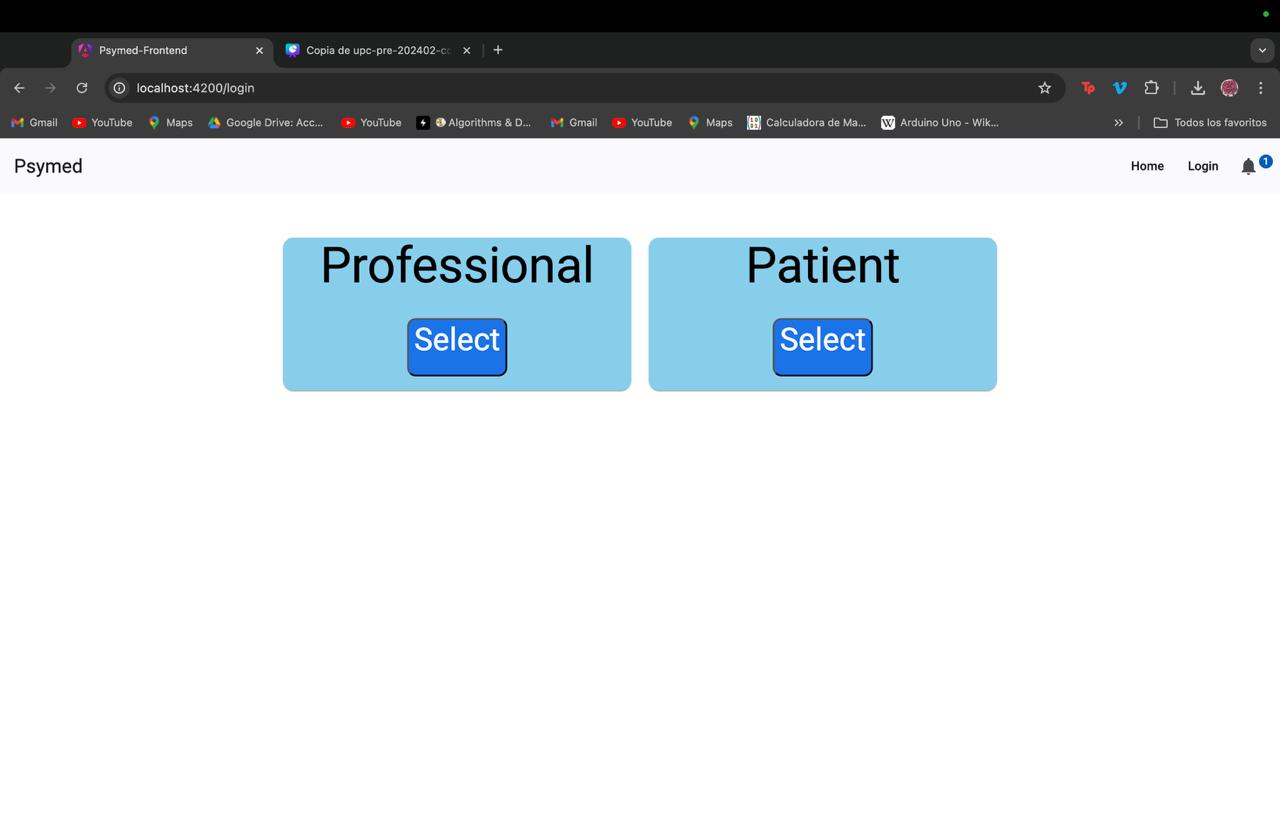 Psymed-Frontend
Copia de upc-pre-202402-cc
localhost:4200/login
Tp
Gmail YouTube Maps Google Drive: Acc... YouTube Algorithms & D... Gmail YouTube Maps Calculadora de Ma... W Arduino Uno - Wik... Todos los favoritos
Psymed Home Login 1
Professional Patient
Select Select